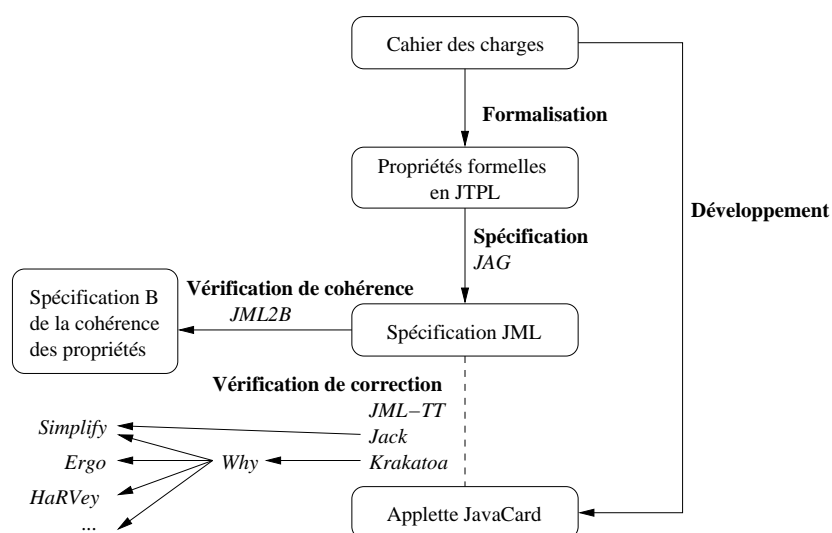 Cahier des charges
Formalisation
Propriétés formelles
en JTPL
Développement
Spécification
JAG
Vérification de cohérence
JML2B
Spécification B
de la cohérence
des propriétés
Spécification JML
Vérification de correction
JML−TT
Simplify
Jack
Ergo
Why
Krakatoa
HaRVey
...
Applette JavaCard